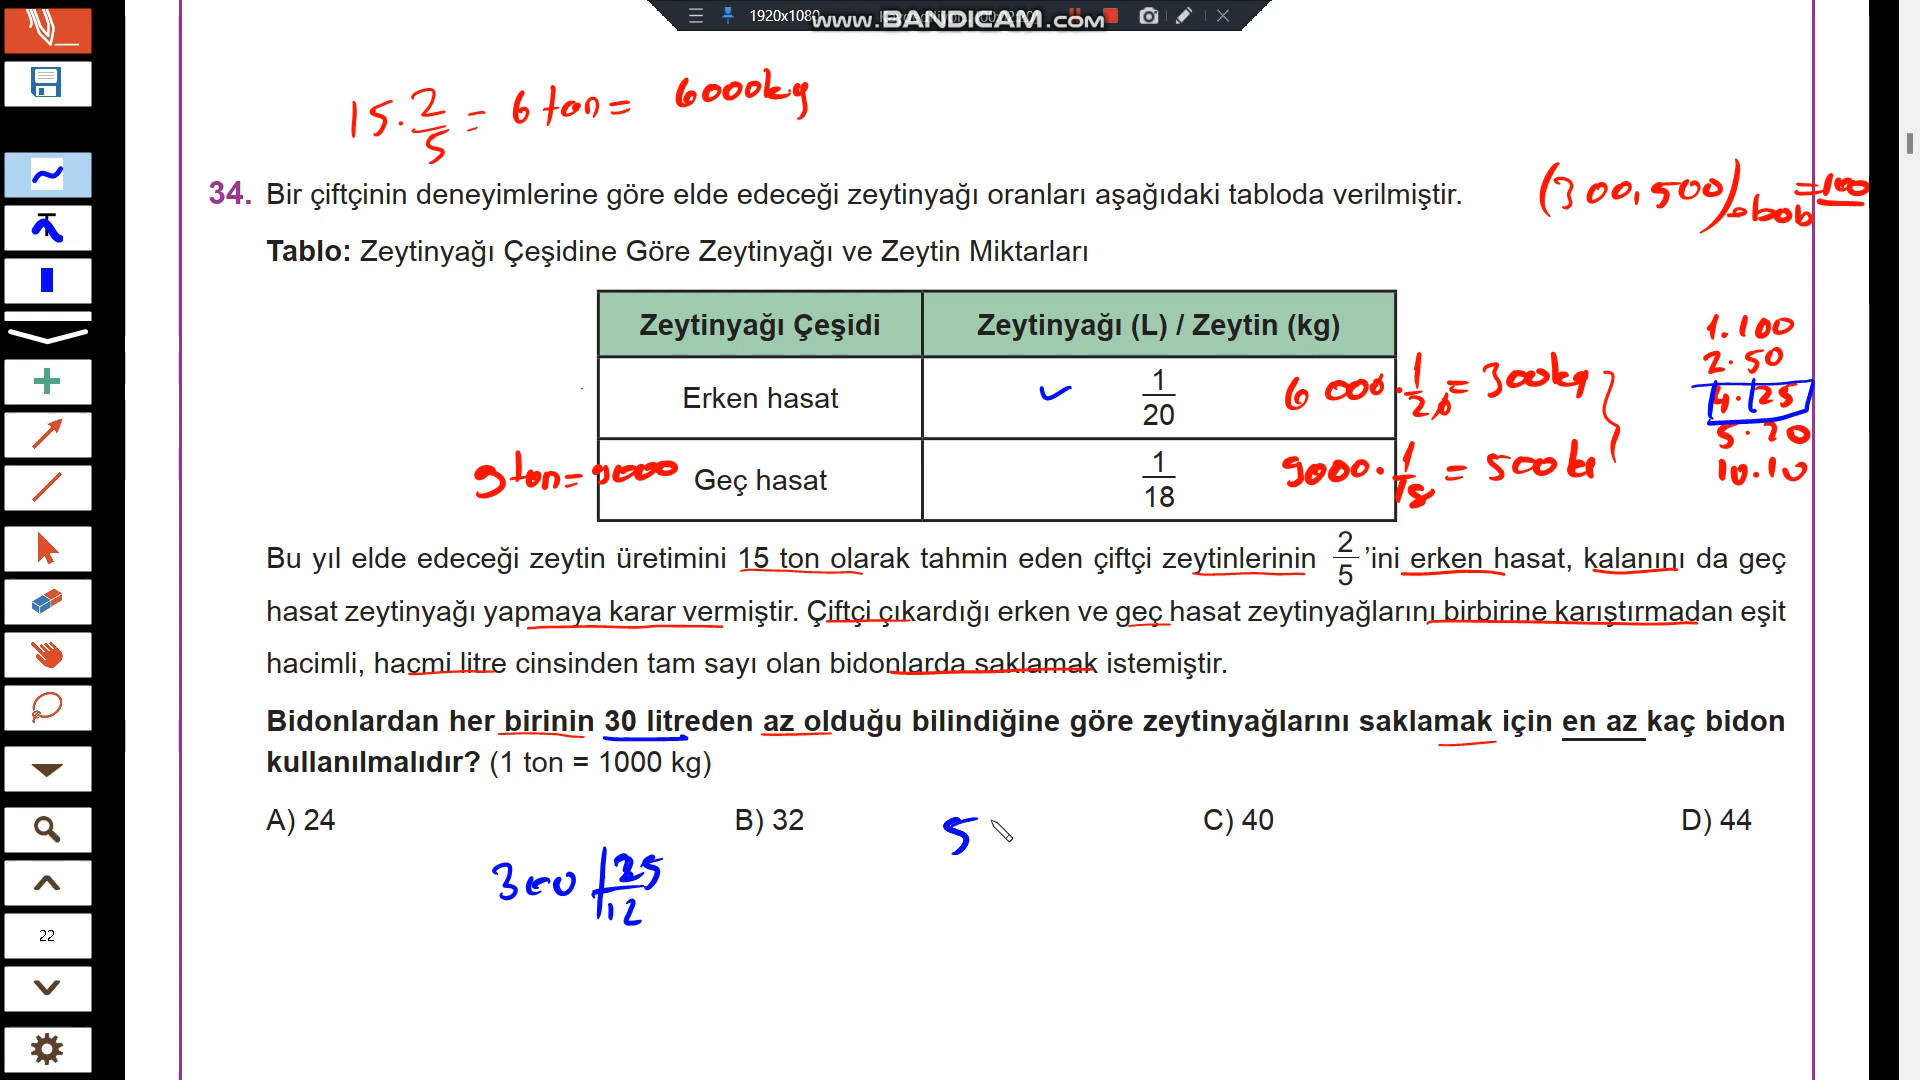 1920x1080
www.BANDICAM.com
15 . 2/5 = 6 ton = 6000kg
34. Bir çiftçinin deneyimlerine göre elde edeceği zeytinyağı oranları aşağıdaki tabloda verilmiştir.
(300,500)ebob = 100
Tablo: Zeytinyağı Çeşidine Göre Zeytinyağı ve Zeytin Miktarları
Zeytinyağı Çeşidi Zeytinyağı (L) / Zeytin (kg)
1.100
2.50
4.25
5.20
10.10
Erken hasat 1/20 6000 . 1/20 = 300kg
9 ton = 9000 Geç hasat 1/18 9000 . 1/18 = 500
Bu yıl elde edeceği zeytin üretimini 15 ton olarak tahmin eden çiftçi zeytinlerinin 2/5 ’ini erken hasat, kalanını da geç
hasat zeytinyağı yapmaya karar vermiştir. Çiftçi çıkardığı erken ve geç hasat zeytinyağlarını birbirine karıştırmadan eşit
hacimli, hacmi litre cinsinden tam sayı olan bidonlarda saklamak istemiştir.
Bidonlardan her birinin 30 litreden az olduğu bilindiğine göre zeytinyağlarını saklamak için en az kaç bidon
kullanılmalıdır? (1 ton = 1000 kg)
A) 24 B) 32 C) 40 D) 44
5
300 25
12
22